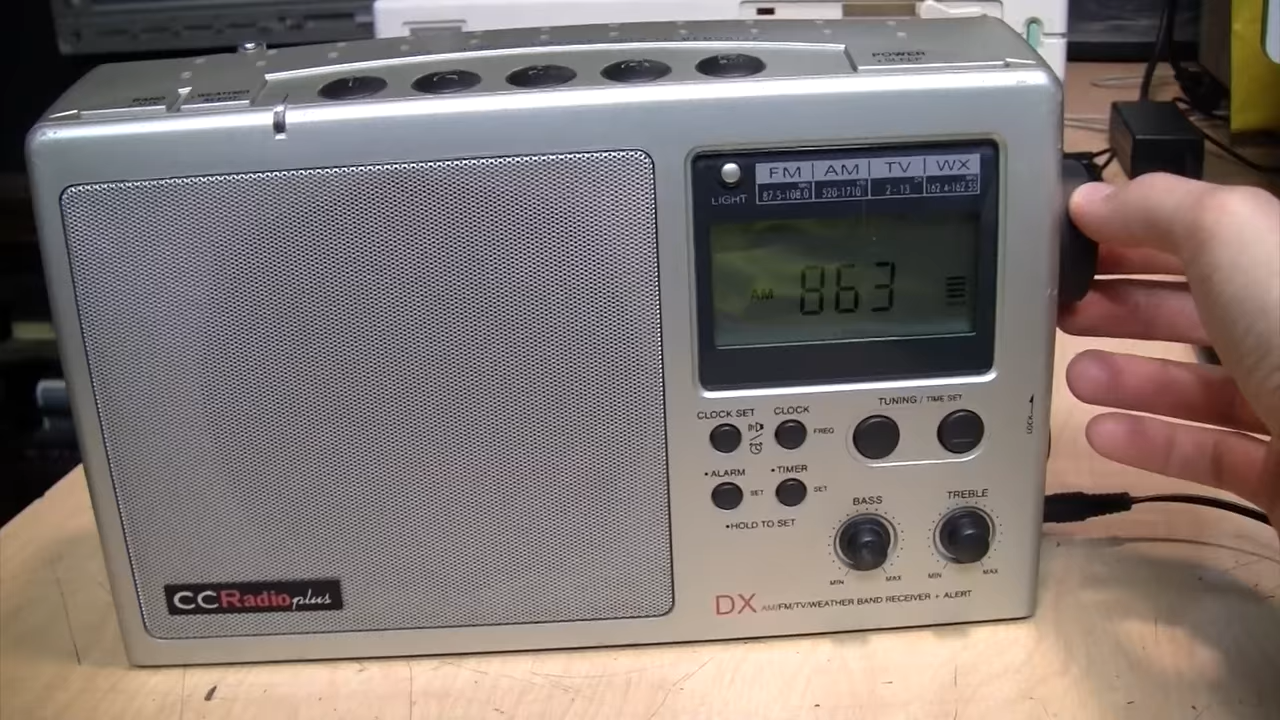 POWER
FM AM TV WX
87.5-108.0 520-1710 2-13 162.4-162.55
LIGHT
AM 863
TUNING / TIME SET
CLOCK SET CLOCK
FREQ
LOCK
•ALARM •TIMER
SET SET
BASS TREBLE
•HOLD TO SET
MIN MAX MIN MAX
CCRadio plus
DX AM/FM/TV/WEATHER BAND RECEIVER + ALERT